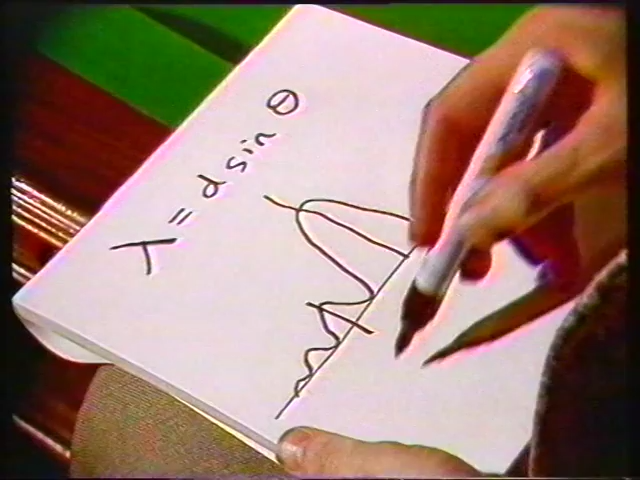 λ = d sin θ